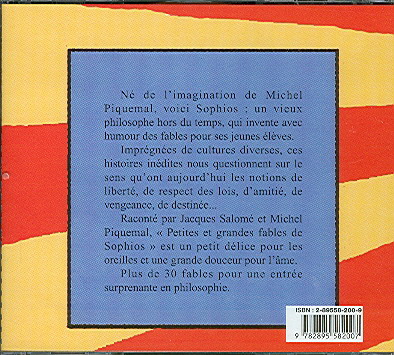 Né de l'imagination de Michel
Piquemal, voici Sophios : un vieux
philosophe hors du temps, qui invente avec
humour des fables pour ses jeunes élèves.
Imprégnées de cultures diverses, ces
histoires inédites nous questionnent sur le
sens qu'ont aujourd'hui les notions de
liberté, de respect des lois, d'amitié, de
vengeance, de destinée...
Raconté par Jacques Salomé et Michel
Piquemal, « Petites et grandes fables de
Sophios » est un petit délice pour les
oreilles et une grande douceur pour l'âme.
Plus de 30 fables pour une entrée
surprenante en philosophie.
ISBN : 2-89558-200-9
9 782895 582007